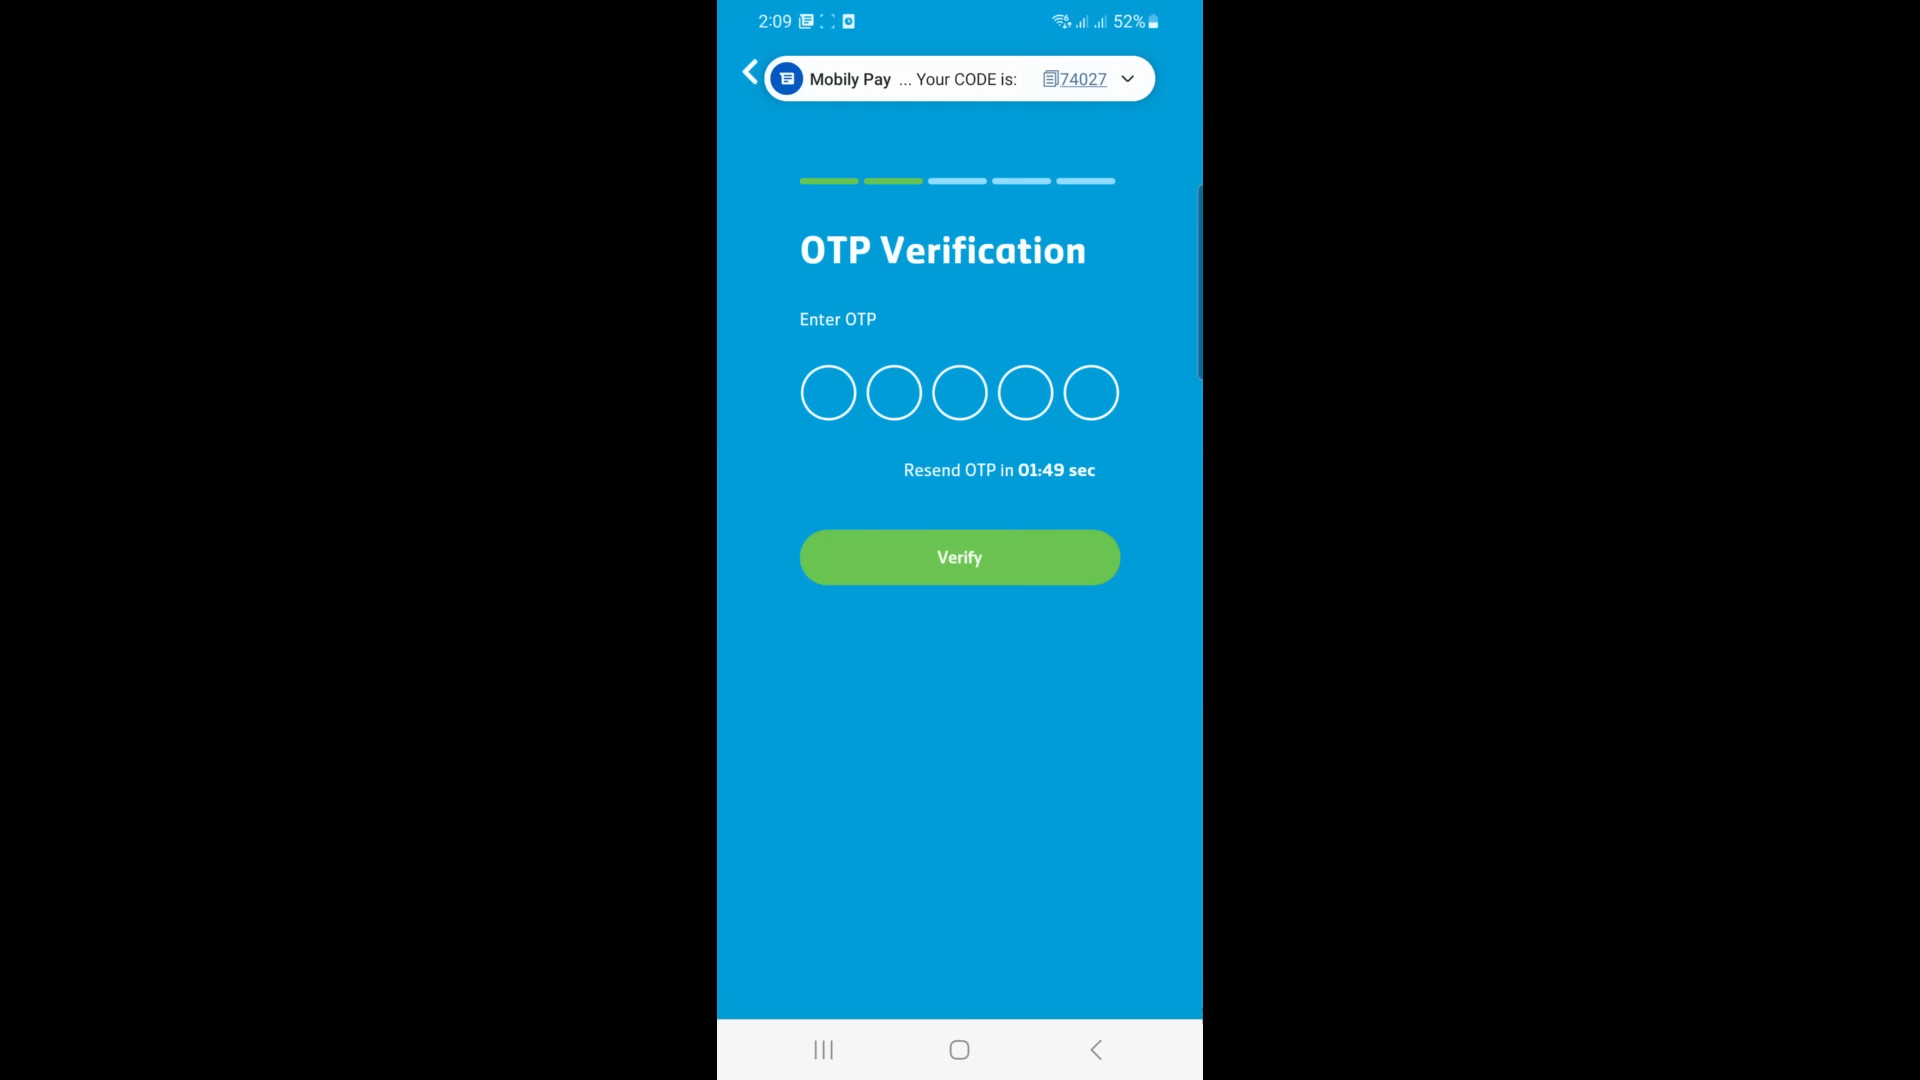 2:09 52%
Mobily Pay ... Your CODE is: 74027
OTP Verification
Enter OTP
Resend OTP in 01:49 sec
Verify